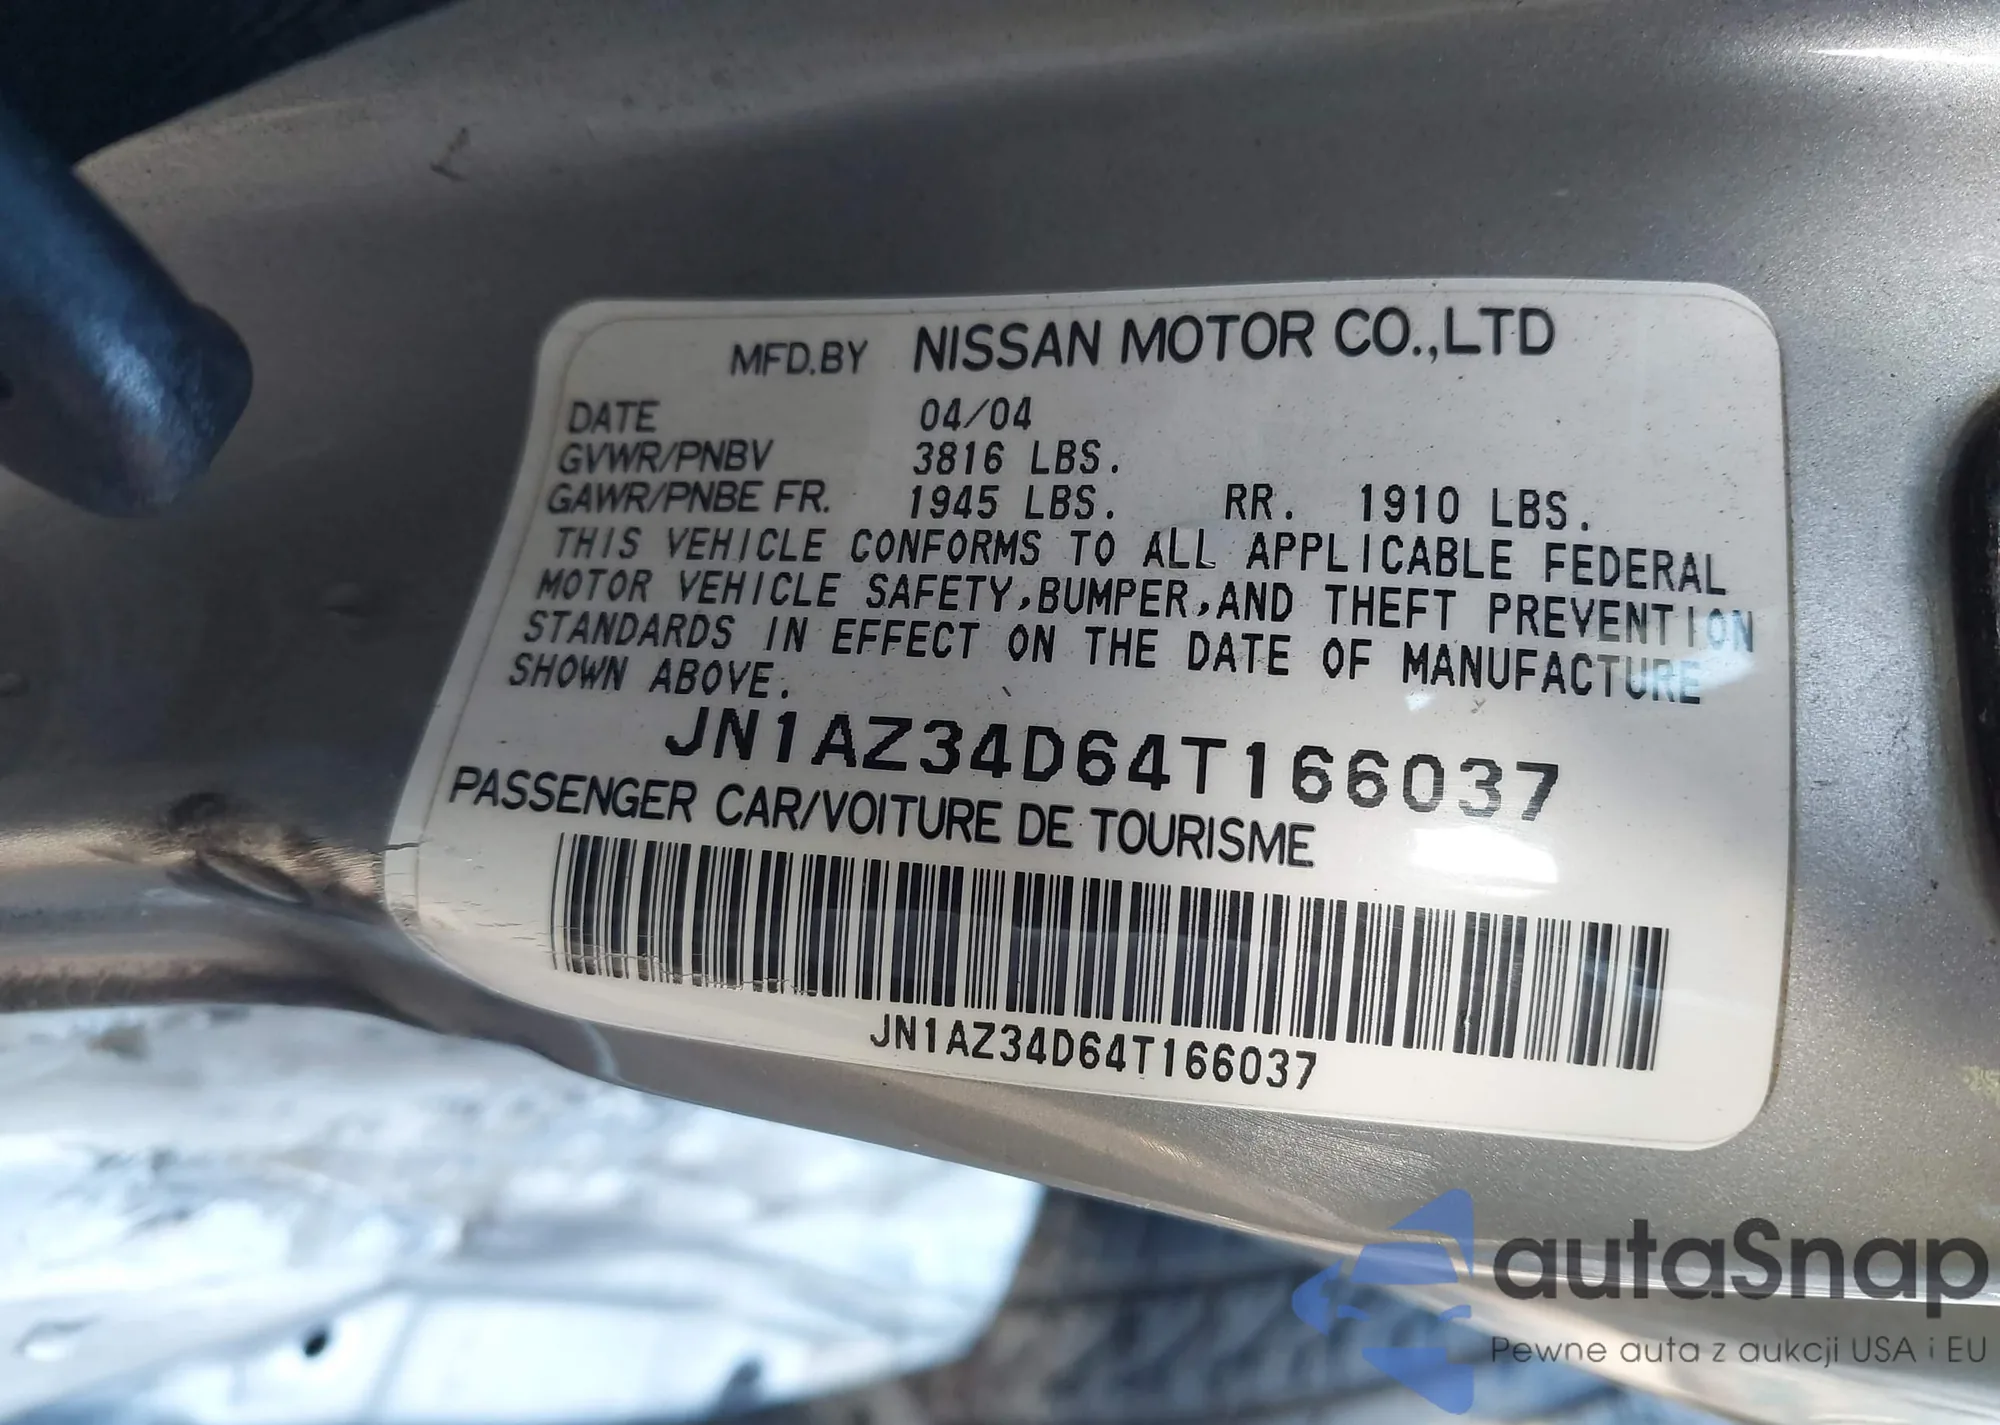 MFD.BY NISSAN MOTOR CO.,LTD
DATE 04/04
GVWR/PNBV 3816 LBS.
GAWR/PNBE FR. 1945 LBS. RR. 1910 LBS.
THIS VEHICLE CONFORMS TO ALL APPLICABLE FEDERAL
MOTOR VEHICLE SAFETY,BUMPER,AND THEFT PREVENTION
STANDARDS IN EFFECT ON THE DATE OF MANUFACTURE
SHOWN ABOVE.
JN1AZ34D64T166037
PASSENGER CAR/VOITURE DE TOURISME
JN1AZ34D64T166037
autaSnap
Pewne auta z aukcji USA i EU